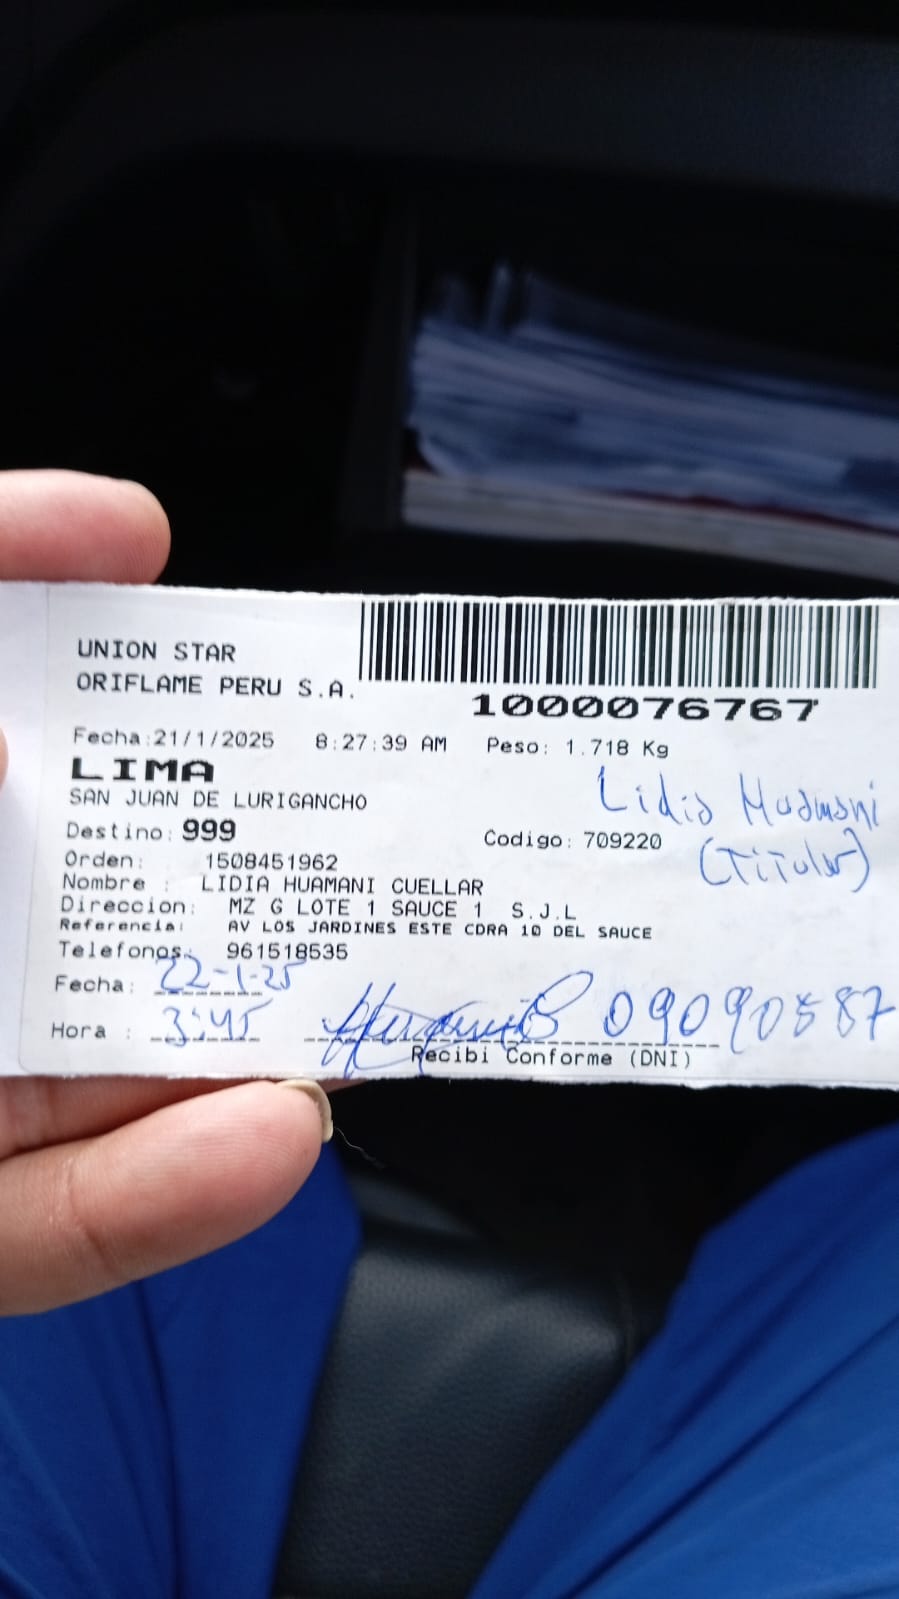 UNION STAR
ORIFLAME PERU S.A.
1000076767
Fecha:21/1/2025 8:27:39 AM Peso: 1.718 Kg
LIMA
SAN JUAN DE LURIGANCHO
Lidia Huamani
Destino: 999 Codigo: 709220
(Titular)
Orden: 1508451962
Nombre : LIDIA HUAMANI CUELLAR
Direccion: MZ G LOTE 1 SAUCE 1 S.J.L
Referencia: AV LOS JARDINES ESTE CDRA 10 DEL SAUCE
Telefonos: 961518535
Fecha: 22-1-25
Hora : 3:45 09090587
Recibi Conforme (DNI)